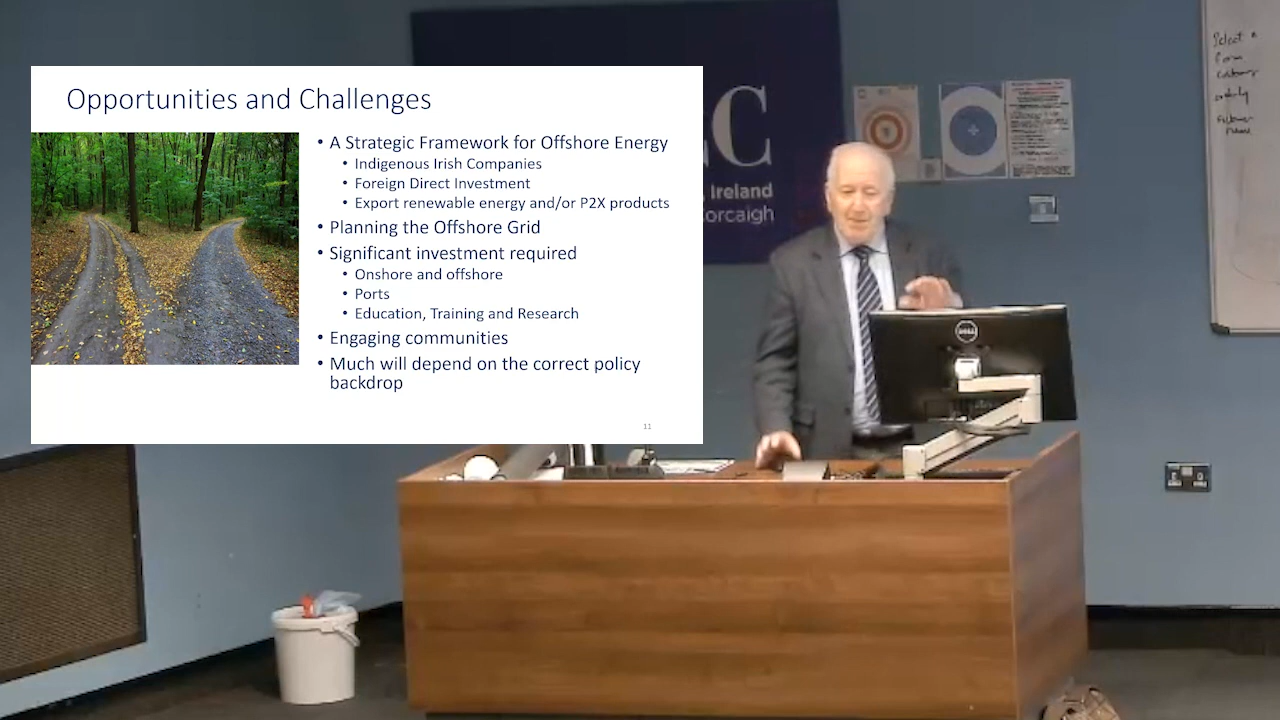 Opportunities and Challenges
• A Strategic Framework for Offshore Energy
• Indigenous Irish Companies
• Foreign Direct Investment
• Export renewable energy and/or P2X products
• Planning the Offshore Grid
• Significant investment required
• Onshore and offshore
• Ports
• Education, Training and Research
• Engaging communities
• Much will depend on the correct policy
backdrop
11
C
Ireland
Corcaigh
DELL
Select a